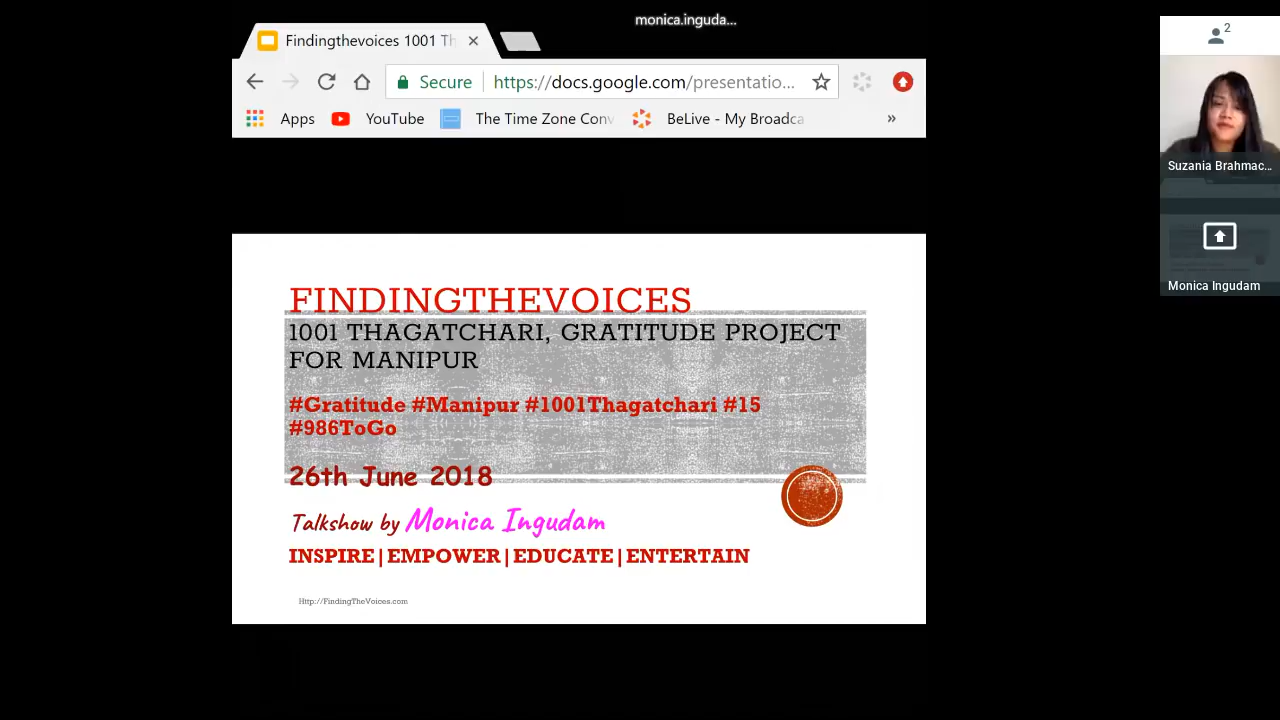 monica.inguda...
2
Findingthevoices 1001 Th
Secure https://docs.google.com/presentatio...
Apps YouTube The Time Zone Conv BeLive - My Broadca »
Suzania Brahmac...
Monica Ingudam
FINDINGTHEVOICES
1001 THAGATCHARI, GRATITUDE PROJECT
FOR MANIPUR
#Gratitude #Manipur #1001Thagatchari #15
#986ToGo
26th June 2018
Talkshow by Monica Ingudam
INSPIRE|EMPOWER|EDUCATE|ENTERTAIN
Http://FindingTheVoices.com